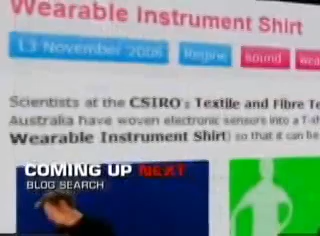 Wearable Instrument Shirt
13 November 2006 Regine sound wea
Scientists at the CSIRO's Textile and Fibre Te
Australia have woven electronic sensors into a T-sh
Wearable Instrument Shirt) so that it can be
COMING UP NEXT
BLOG SEARCH